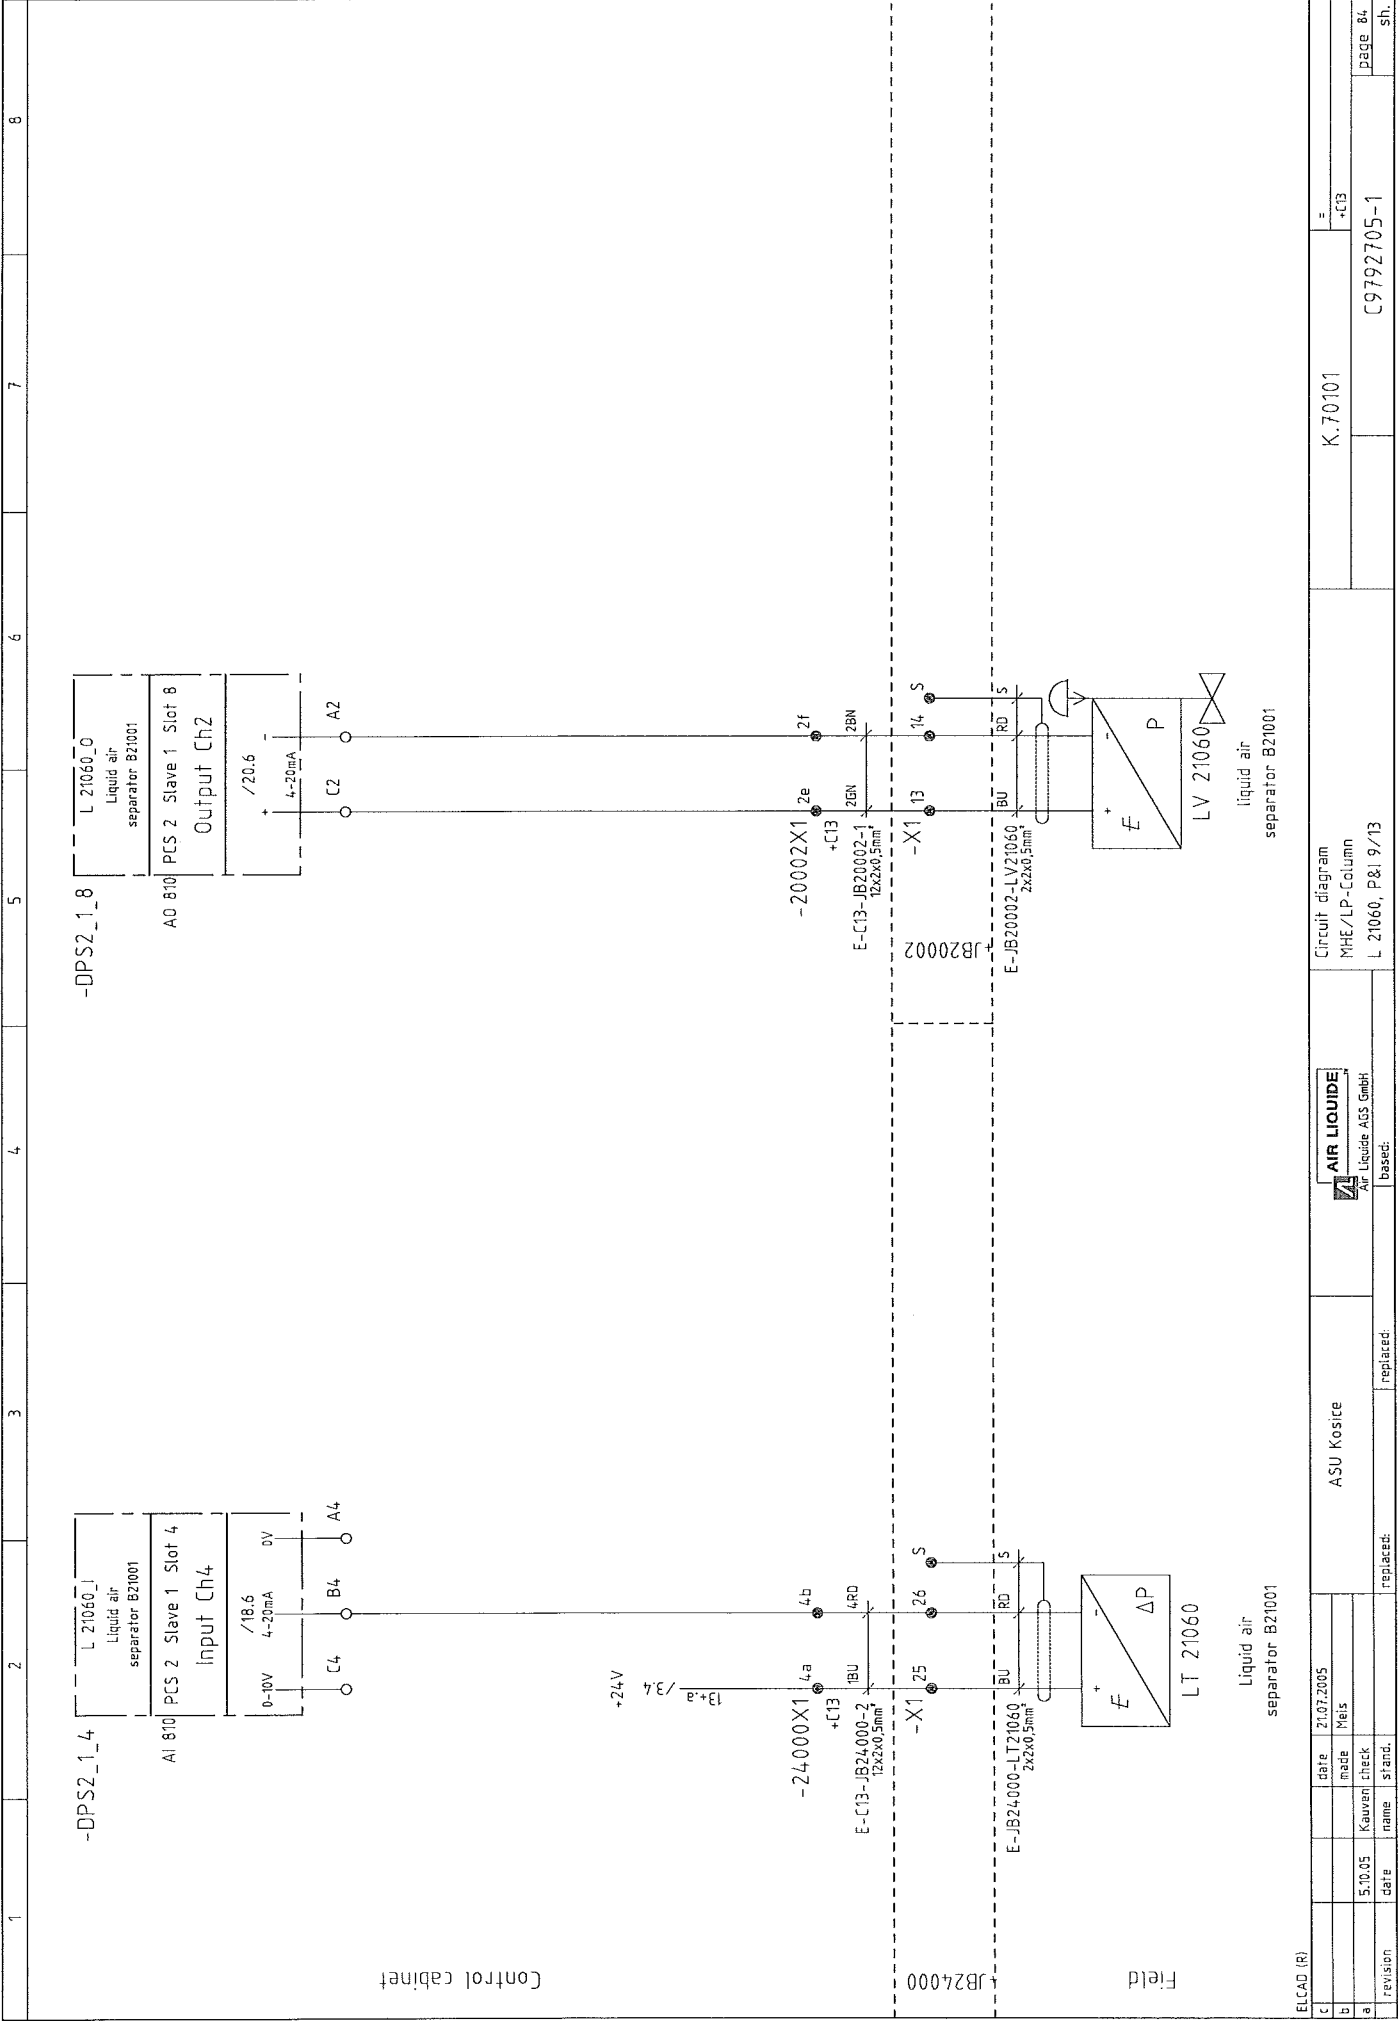 1 2 3 4 5 6 7 8
-DPS2_1_4
L 21060_I
Liquid air
separator B21001
AI 810 PCS 2 Slave 1 Slot 4
Input Ch4
/18.6
0-10V 4-20mA 0V
C4 B4 A4
-DPS2_1_8
L 21060_O
Liquid air
separator B21001
AO 810 PCS 2 Slave 1 Slot 8
Output Ch2
/20.6
+ 4-20mA -
C2 A2
Control cabinet
+24V
13+.a /3.4
-24000X1 4a 4b
+C13
1BU 4RD
E-C13-JB24000-2
12x2x0,5mm²
-20002X1 2e 2f
+C13
2GN 2BN
E-C13-JB20002-1
12x2x0,5mm²
+JB24000
-X1 25 26 S
+JB20002
-X1 13 14 S
BU RD S
E-JB24000-LT21060
2x2x0,5mm²
BU RD S
E-JB20002-LV21060
2x2x0,5mm²
Field
+ -
E ΔP
LT 21060
Liquid air
separator B21001
+ -
E P
LV 21060
liquid air
separator B21001
ELCAD (R)
c
b
a 5.10.05 Kauven
revision date name
date 21.07.2005
made Meis
check
stand.
ASU Kosice
replaced: replaced: based:
AIR LIQUIDE
Air Liquide AGS GmbH
Circuit diagram
MHE/LP-Column
L 21060, P&I 9/13
K.70101
=
+C13
C9792705-1
page 84
sh.